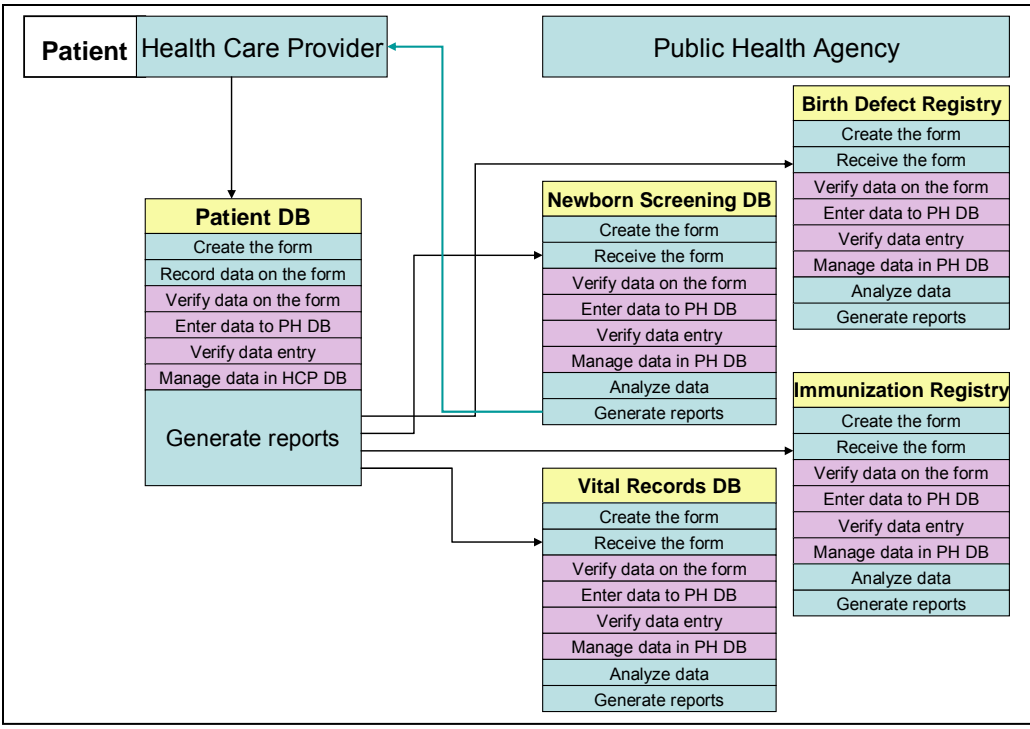 Patient
Health Care Provider
Public Health Agency
Patient DB
Create the form
Record data on the form
Verify data on the form
Enter data to PH DB
Verify data entry
Manage data in HCP DB
Generate reports
Newborn Screening DB
Create the form
Receive the form
Verify data on the form
Enter data to PH DB
Verify data entry
Manage data in PH DB
Analyze data
Generate reports
Vital Records DB
Create the form
Receive the form
Verify data on the form
Enter data to PH DB
Verify data entry
Manage data in PH DB
Analyze data
Generate reports
Birth Defect Registry
Create the form
Receive the form
Verify data on the form
Enter data to PH DB
Verify data entry
Manage data in PH DB
Analyze data
Generate reports
Immunization Registry
Create the form
Receive the form
Verify data on the form
Enter data to PH DB
Verify data entry
Manage data in PH DB
Analyze data
Generate reports